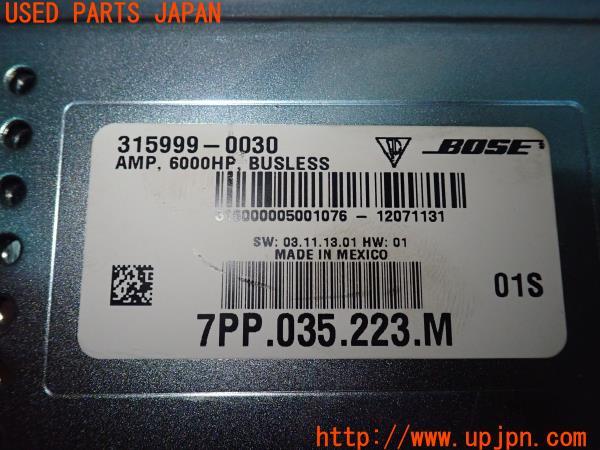 USED PARTS JAPAN
315999-0030
BOSE
AMP, 6000HP, BUSLESS
316000005001076 - 12071131
SW: 03.11.13.01 HW: 01
MADE IN MEXICO
01S
7PP.035.223.M
http://www.upjpn.com/